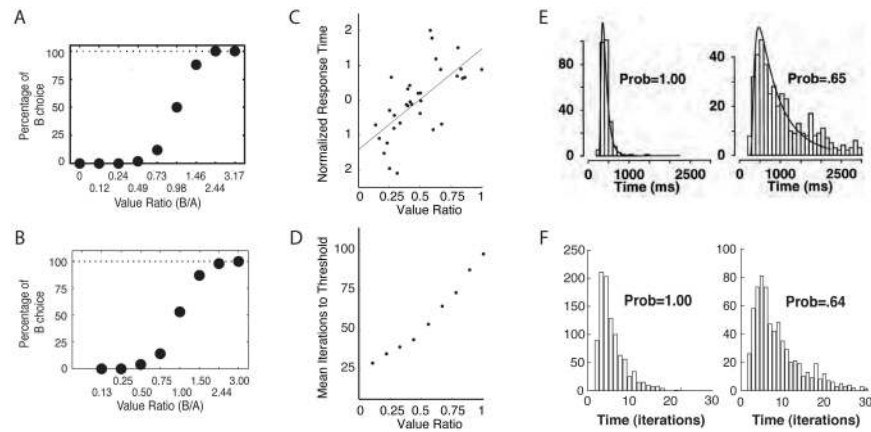 A
100
75
50
25
0
Percentage of
B choice
0 0.24 0.73 1.46 3.17
0.12 0.49 0.98 2.44
Value Ratio (B/A)
B
100
75
50
25
0
Percentage of
B choice
0.25 0.75 1.50 3.00
0.13 0.50 1.00 2.44
Value Ratio (B/A)
C
2
1
0
1
2
Normalized Response Time
0 0.25 0.5 0.75 1
Value Ratio
D
100
75
50
25
Mean Iterations to Threshold
0 0.25 0.5 0.75 1
Value Ratio
E
80
40
0
Prob=1.00
0 1000 2500
Time (ms)
40
20
0
Prob=.65
0 1000 2500
Time (ms)
F
250
200
150
100
50
0
Prob=1.00
0 10 20 30
Time (iterations)
100
80
60
40
20
0
Prob=.64
0 10 20 30
Time (iterations)